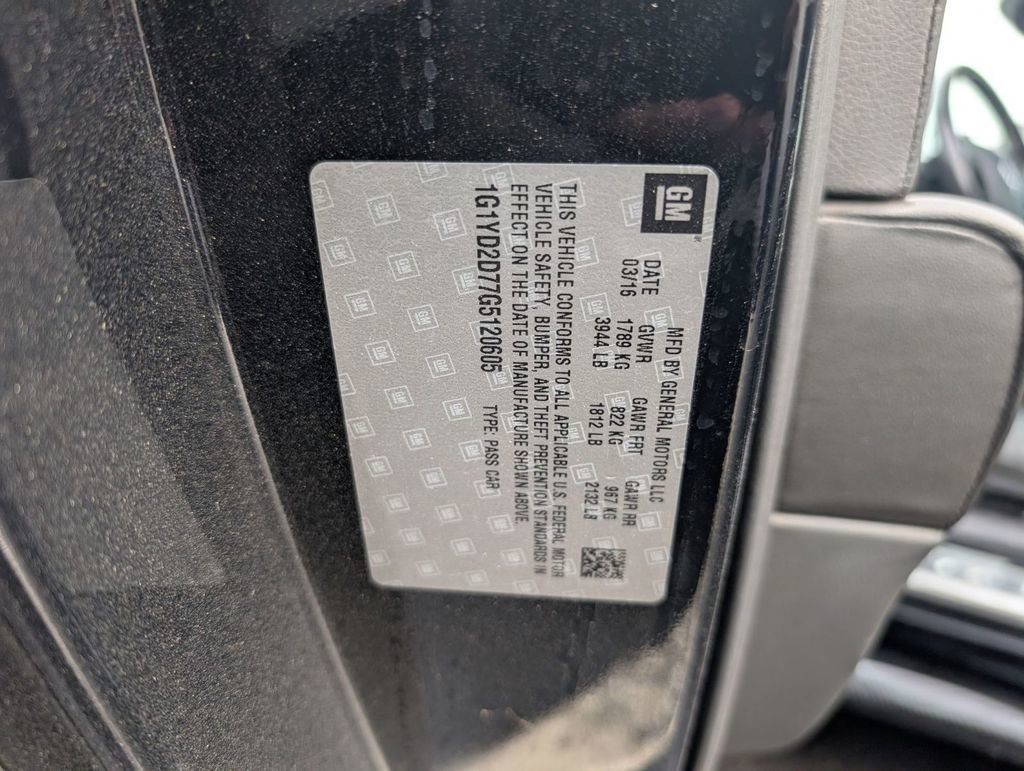 GM
MFD BY GENERAL MOTORS LLC
DATE GVWR GAWR FRT GAWR RR
03/16 1789 KG 822 KG 967 KG
3944 LB 1812 LB 2132 LB
THIS VEHICLE CONFORMS TO ALL APPLICABLE U.S. FEDERAL MOTOR
VEHICLE SAFETY, BUMPER, AND THEFT PREVENTION STANDARDS IN
EFFECT ON THE DATE OF MANUFACTURE SHOWN ABOVE.
1G1YD2D77G5120605 TYPE: PASS CAR